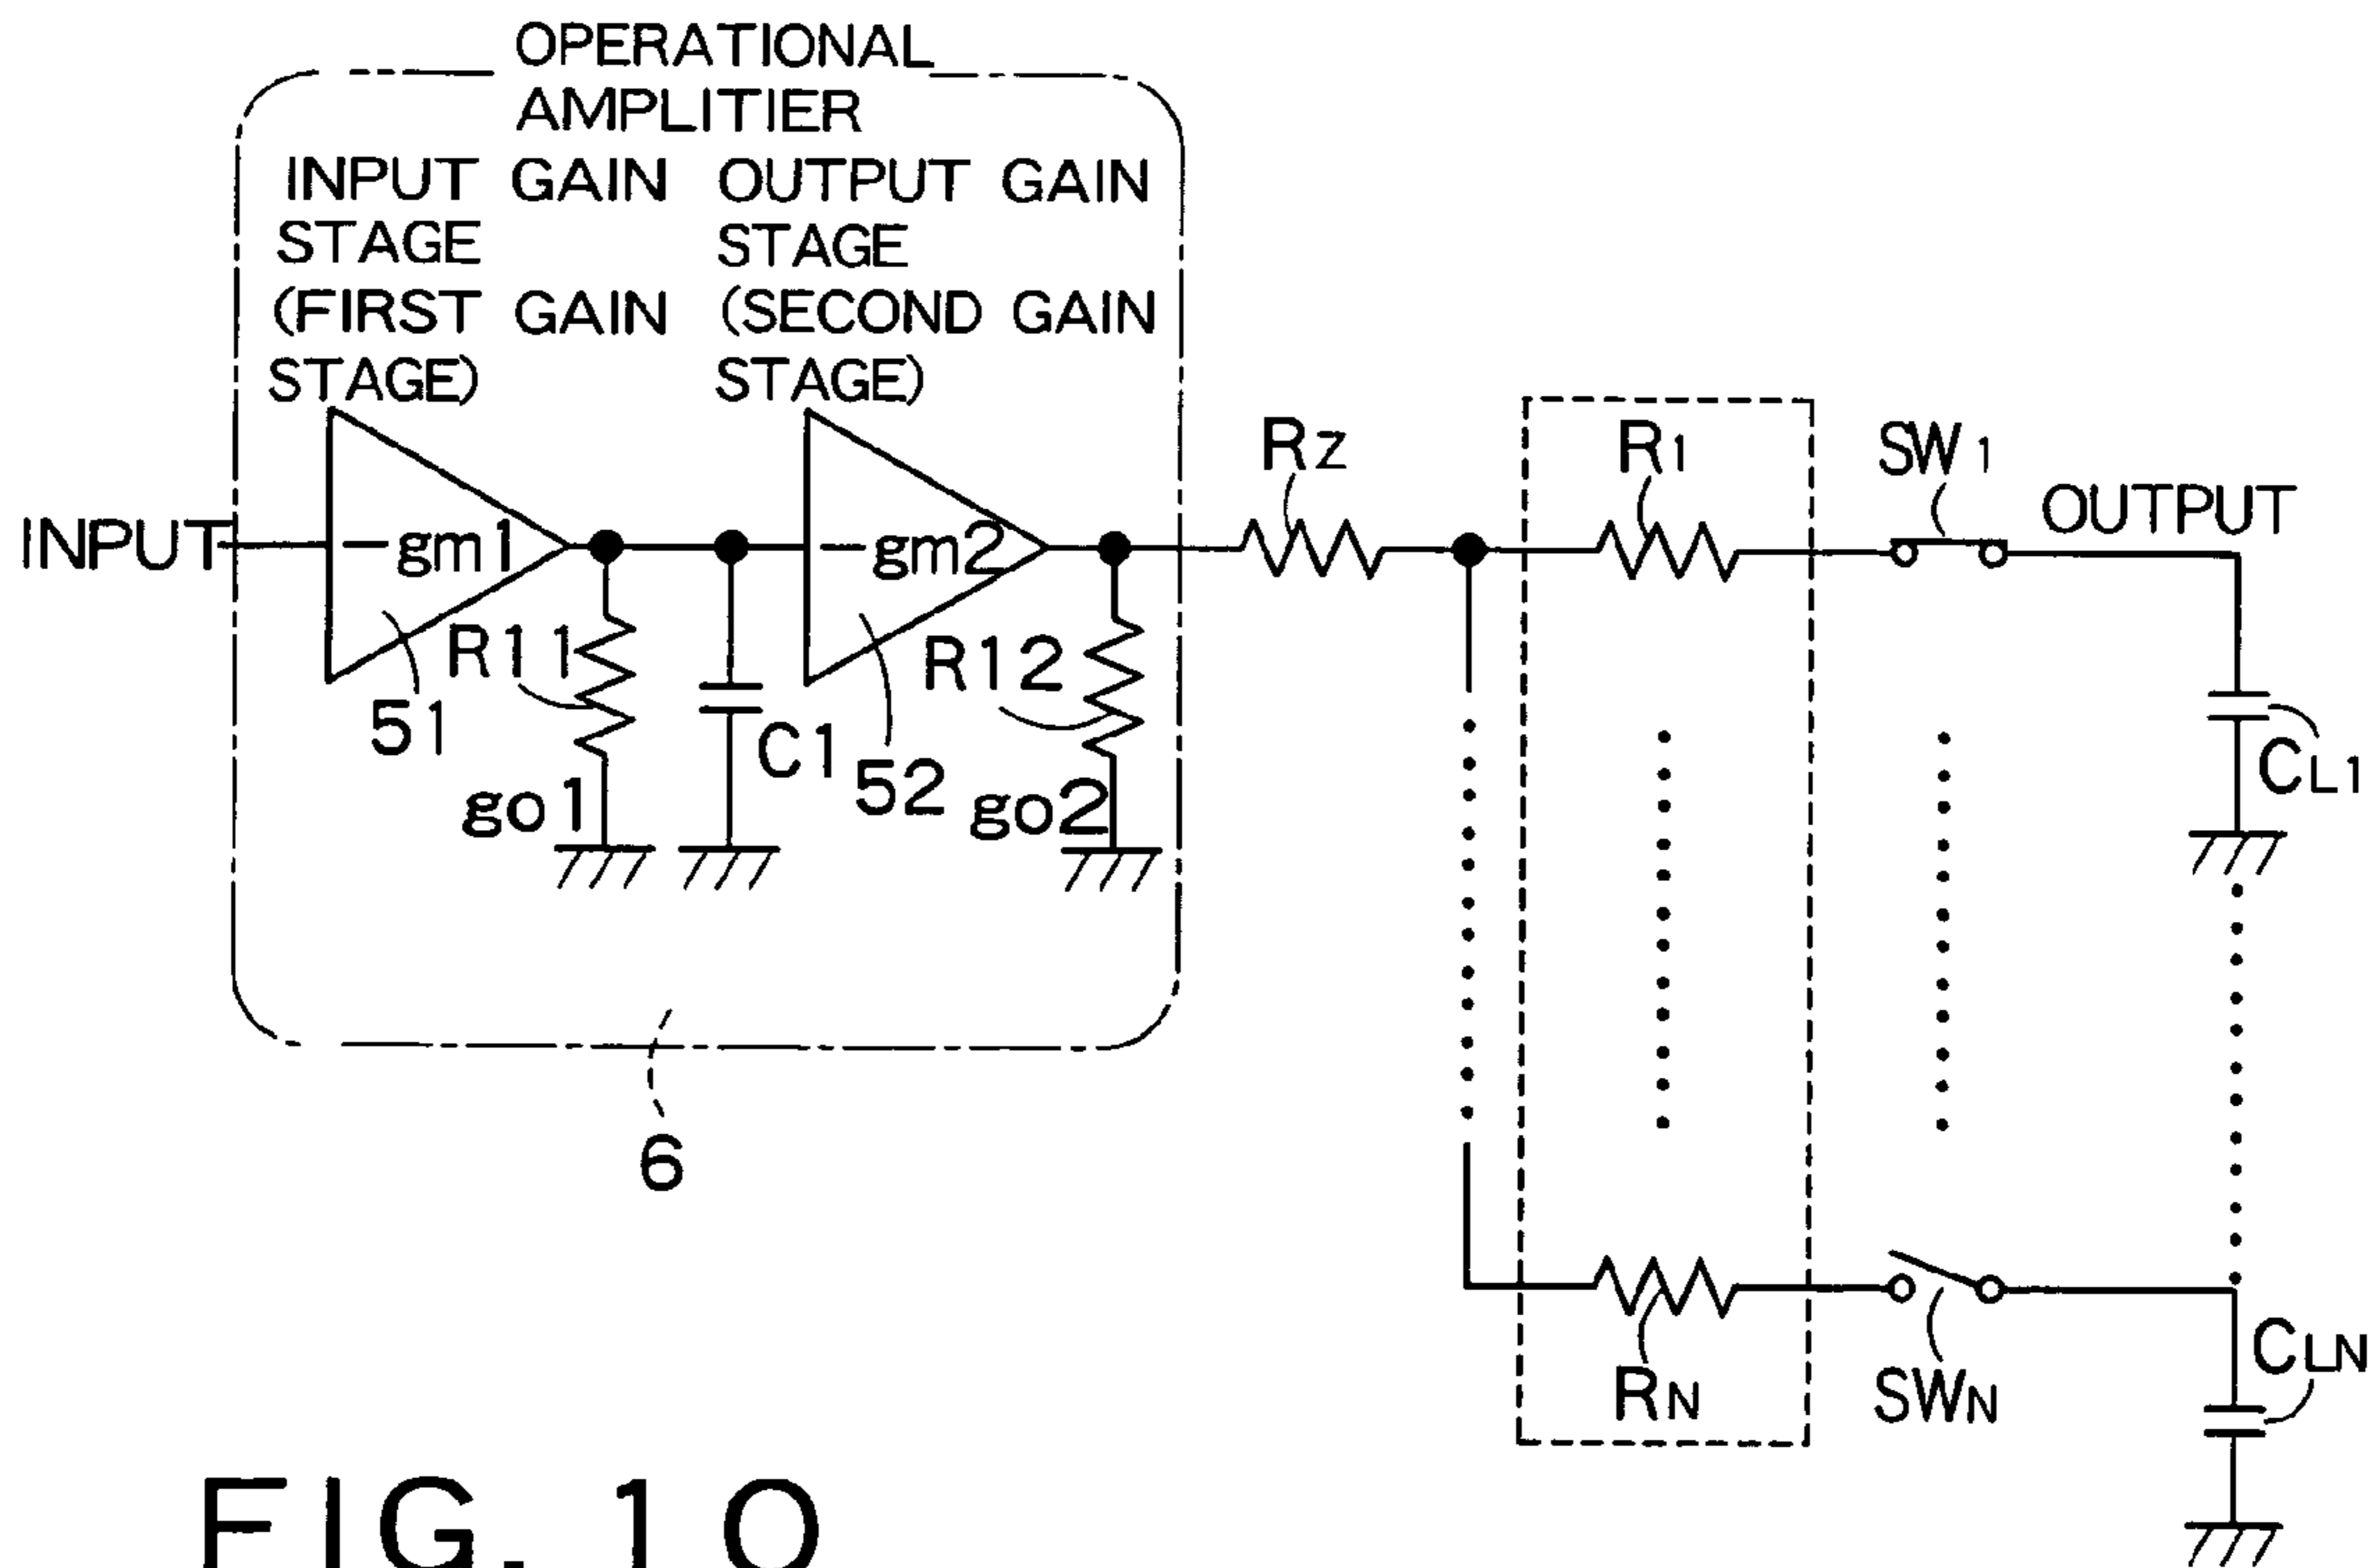 OPERATIONAL
AMPLITIER
INPUT GAIN
STAGE
(FIRST GAIN
STAGE)
OUTPUT GAIN
STAGE
(SECOND GAIN
STAGE)
INPUT
-gm1
-gm2
RZ
R1
SW1
OUTPUT
R11
51
go1
C1
52
R12
go2
CL1
6
RN
SWN
CLN
FIG. 10